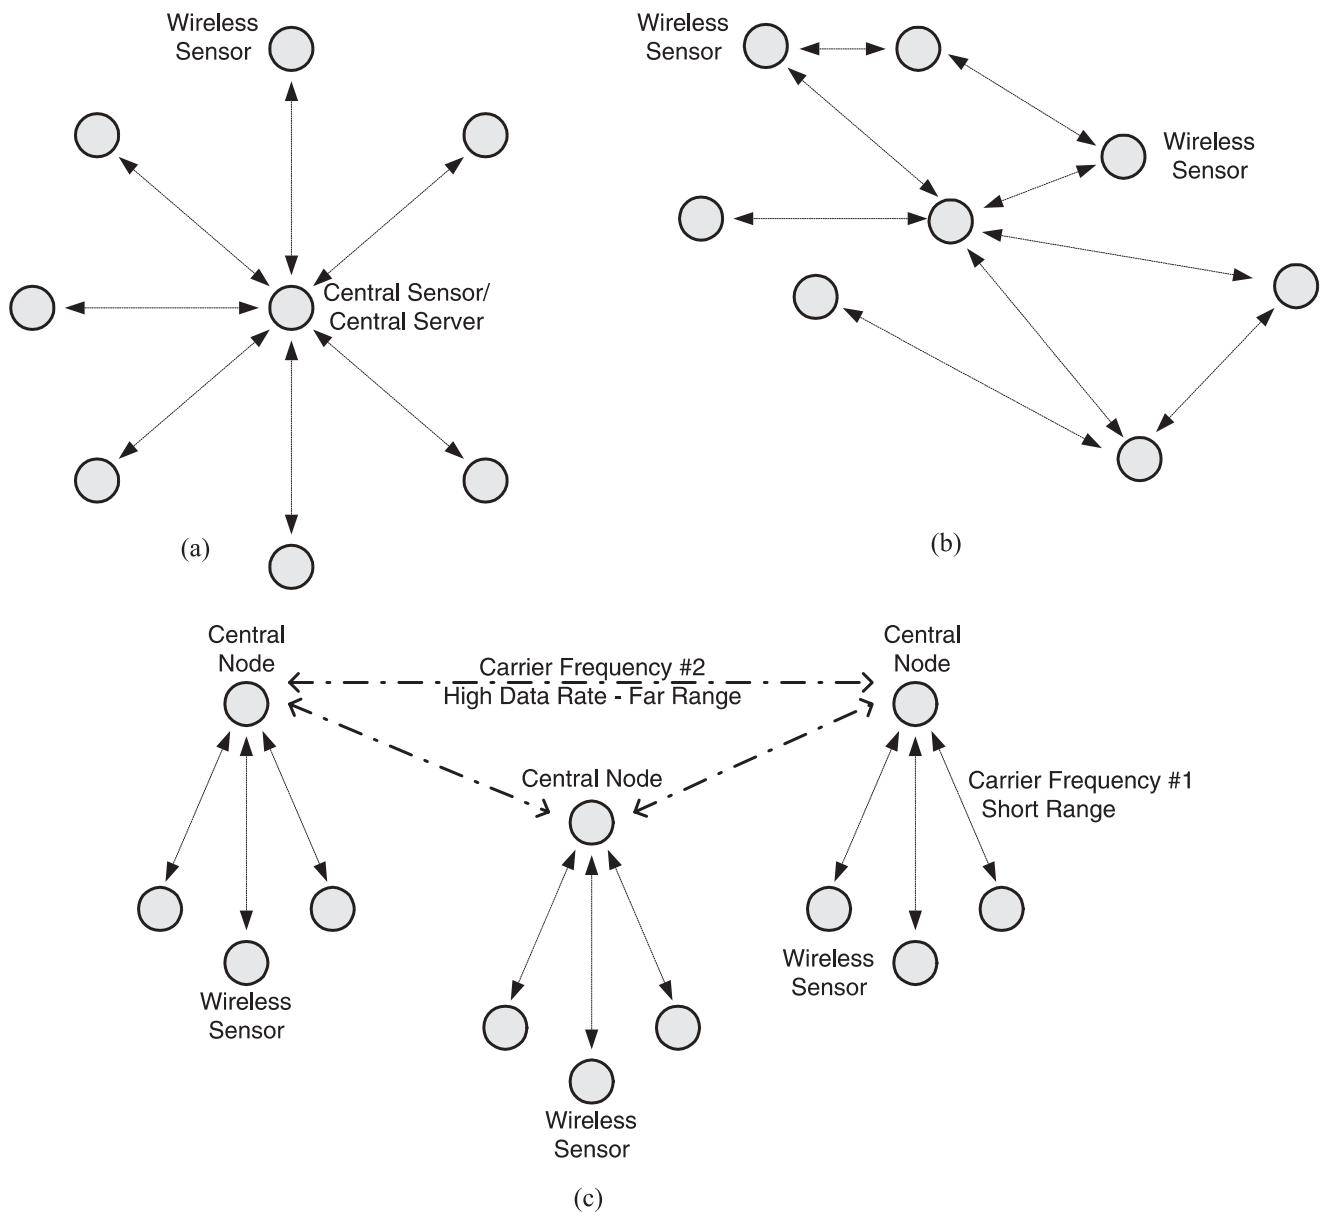 Wireless
Sensor
Central Sensor/
Central Server
(a)
Wireless
Sensor
Wireless
Sensor
(b)
Central
Node
Carrier Frequency #2
High Data Rate - Far Range
Central
Node
Central Node
Carrier Frequency #1
Short Range
Wireless
Sensor
Wireless
Sensor
Wireless
Sensor
(c)